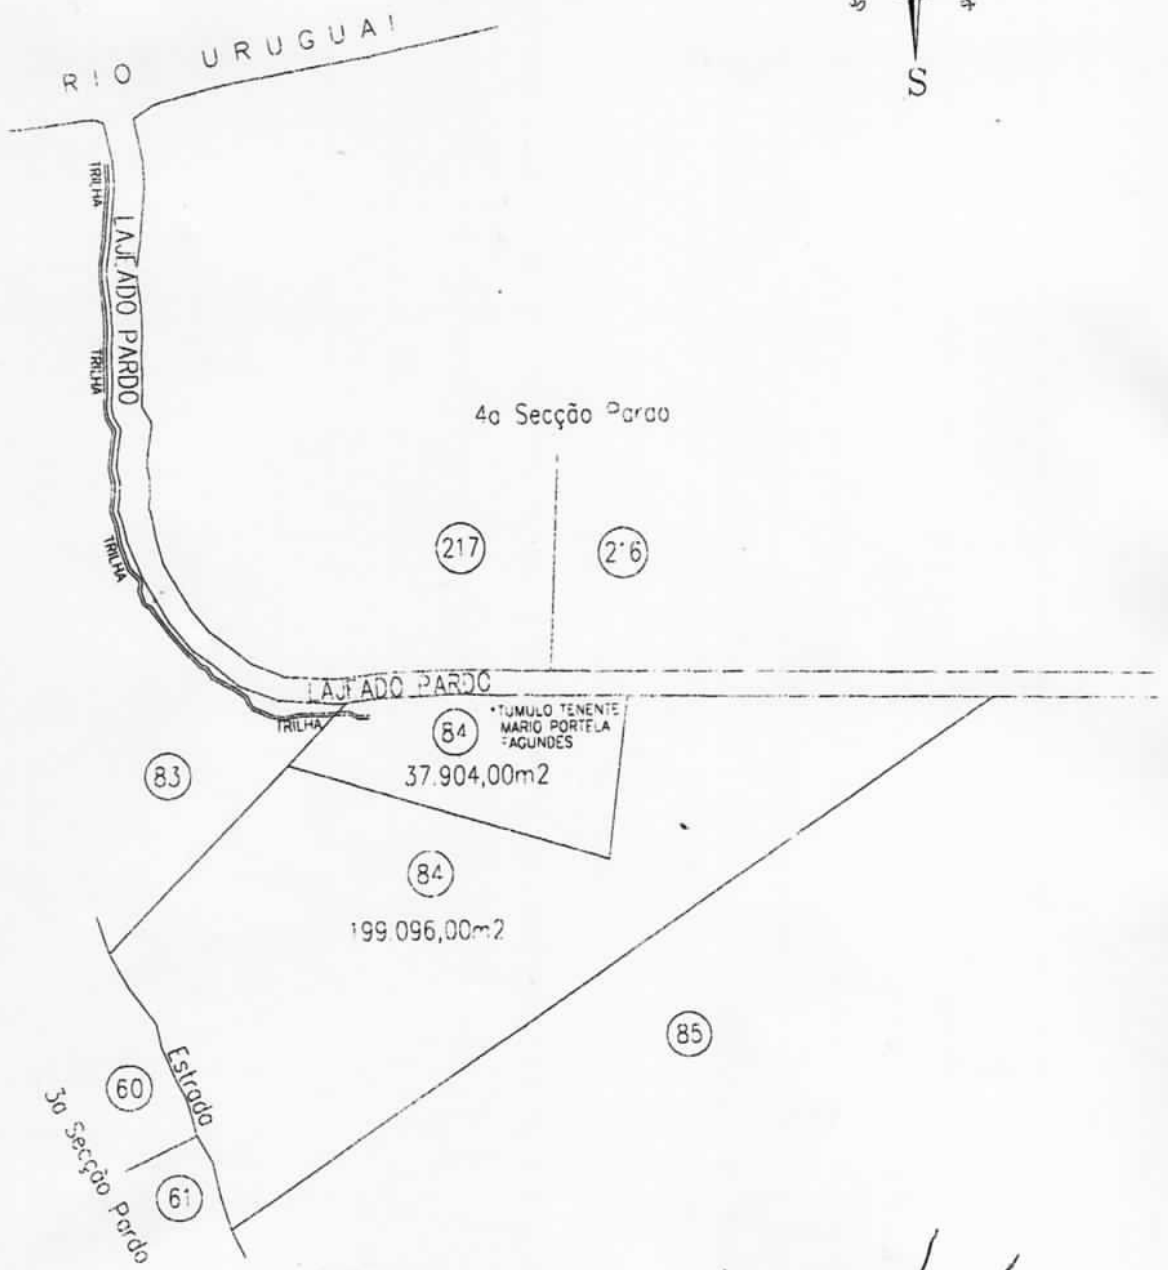 RIO URUGUAI
S
TRILHA
LAJEADO PARDO
TRILHA
4a Secção Pardo
TRILHA
217
216
LAJEADO PARDO
TRILHA
84
*TUMULO TENENTE
MARIO PORTELA
FAGUNDES
37.904,00m2
83
84
199.096,00m2
85
Estrada
60
3a Secção Pardo
61